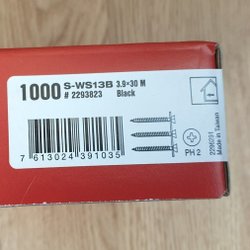 1000 S-WS13B 3.9×30 M
# 2293823 Black
7 613024 391035
PH 2
Made in Taiwan